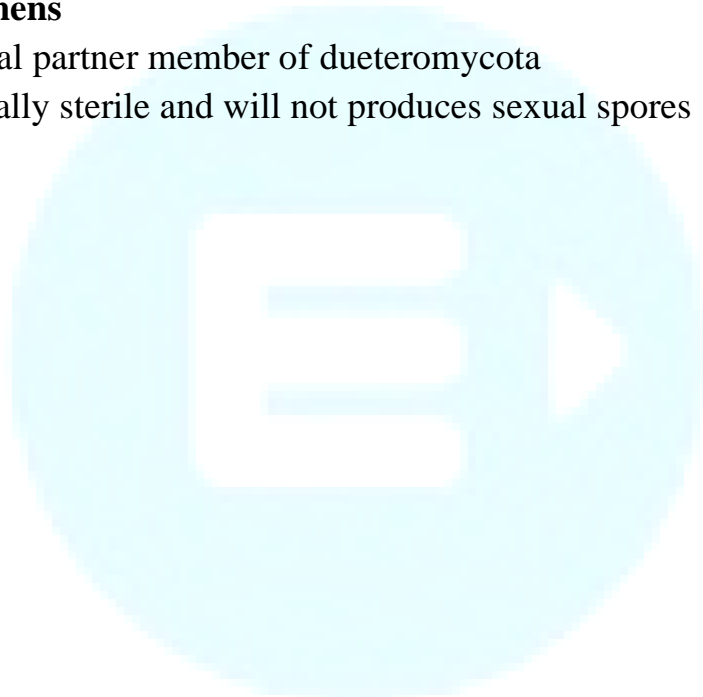 hens
al partner member of dueteromycota
ally sterile and will not produces sexual spores